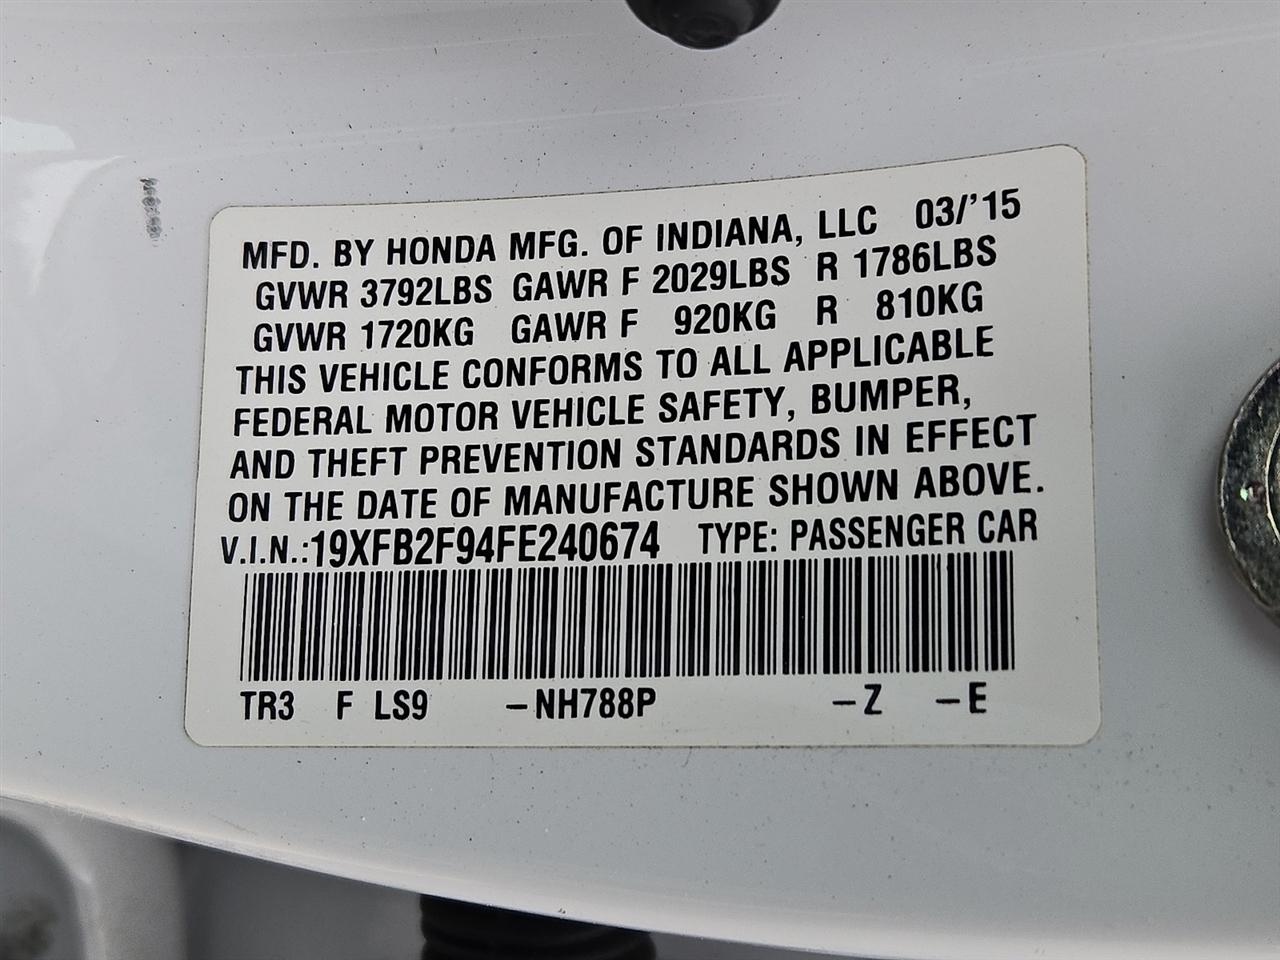 MFD. BY HONDA MFG. OF INDIANA, LLC 03/'15
GVWR 3792LBS GAWR F 2029LBS R 1786LBS
GVWR 1720KG GAWR F 920KG R 810KG
THIS VEHICLE CONFORMS TO ALL APPLICABLE
FEDERAL MOTOR VEHICLE SAFETY, BUMPER,
AND THEFT PREVENTION STANDARDS IN EFFECT
ON THE DATE OF MANUFACTURE SHOWN ABOVE.
V.I.N.:19XFB2F94FE240674 TYPE: PASSENGER CAR
TR3 F LS9 -NH788P -Z -E